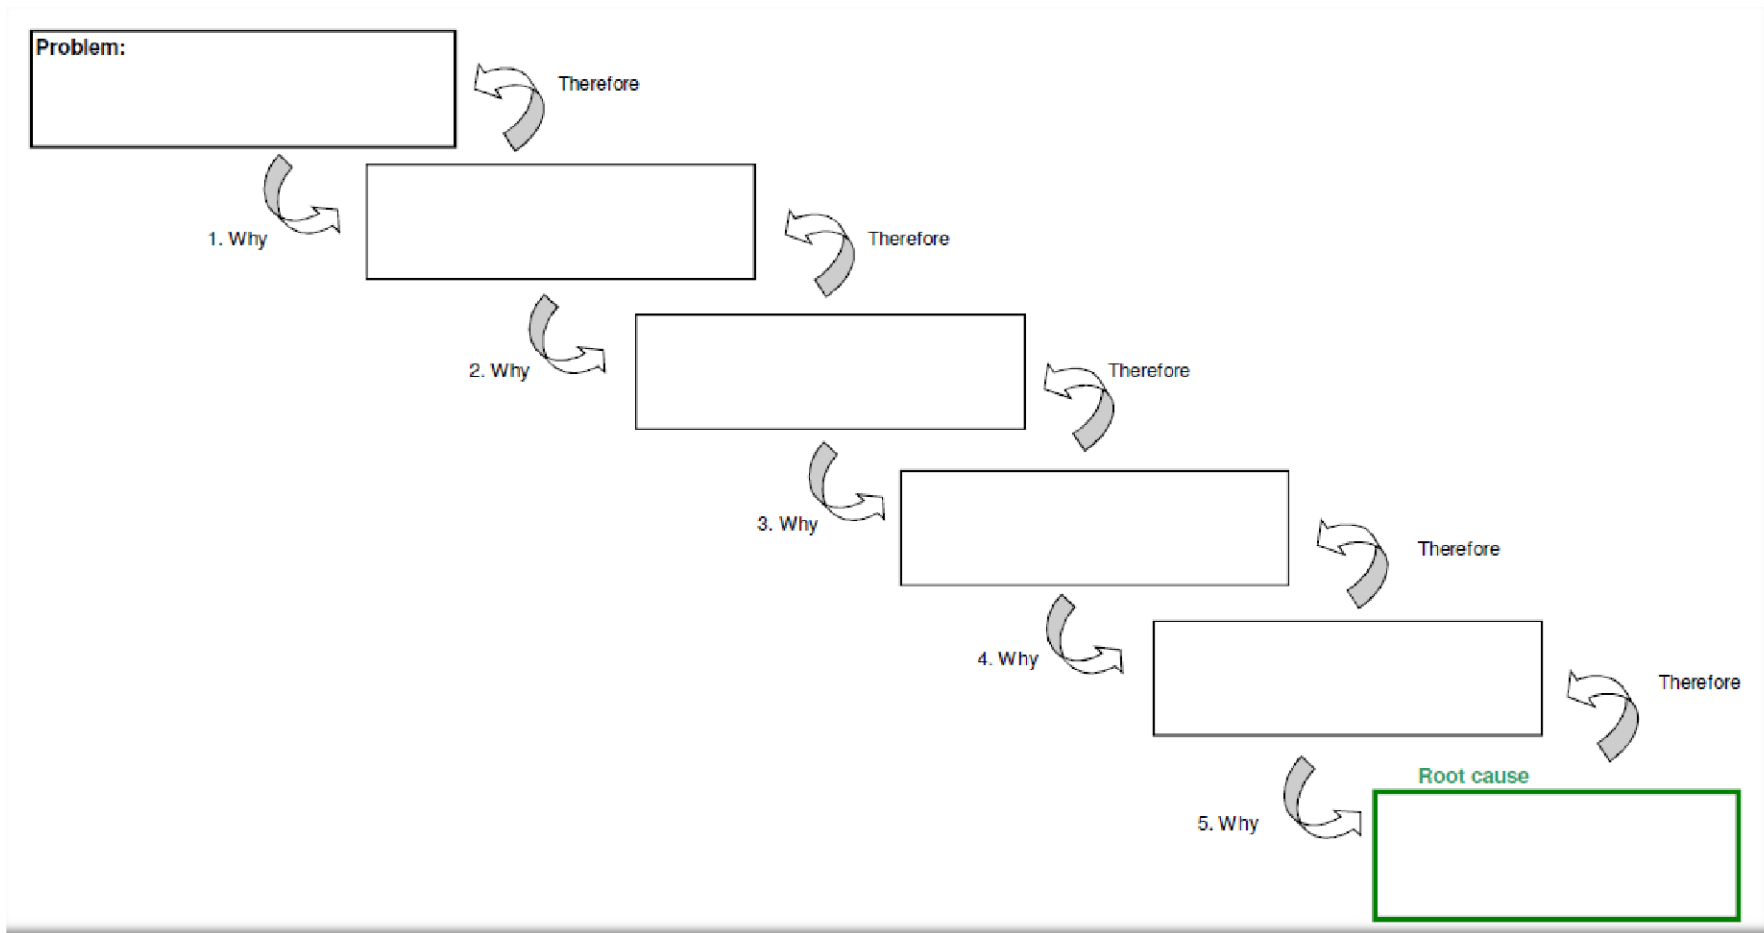 Problem:
Therefore
1. Why
Therefore
2. Why
Therefore
3. Why
Therefore
4. Why
Therefore
Root cause
5. Why